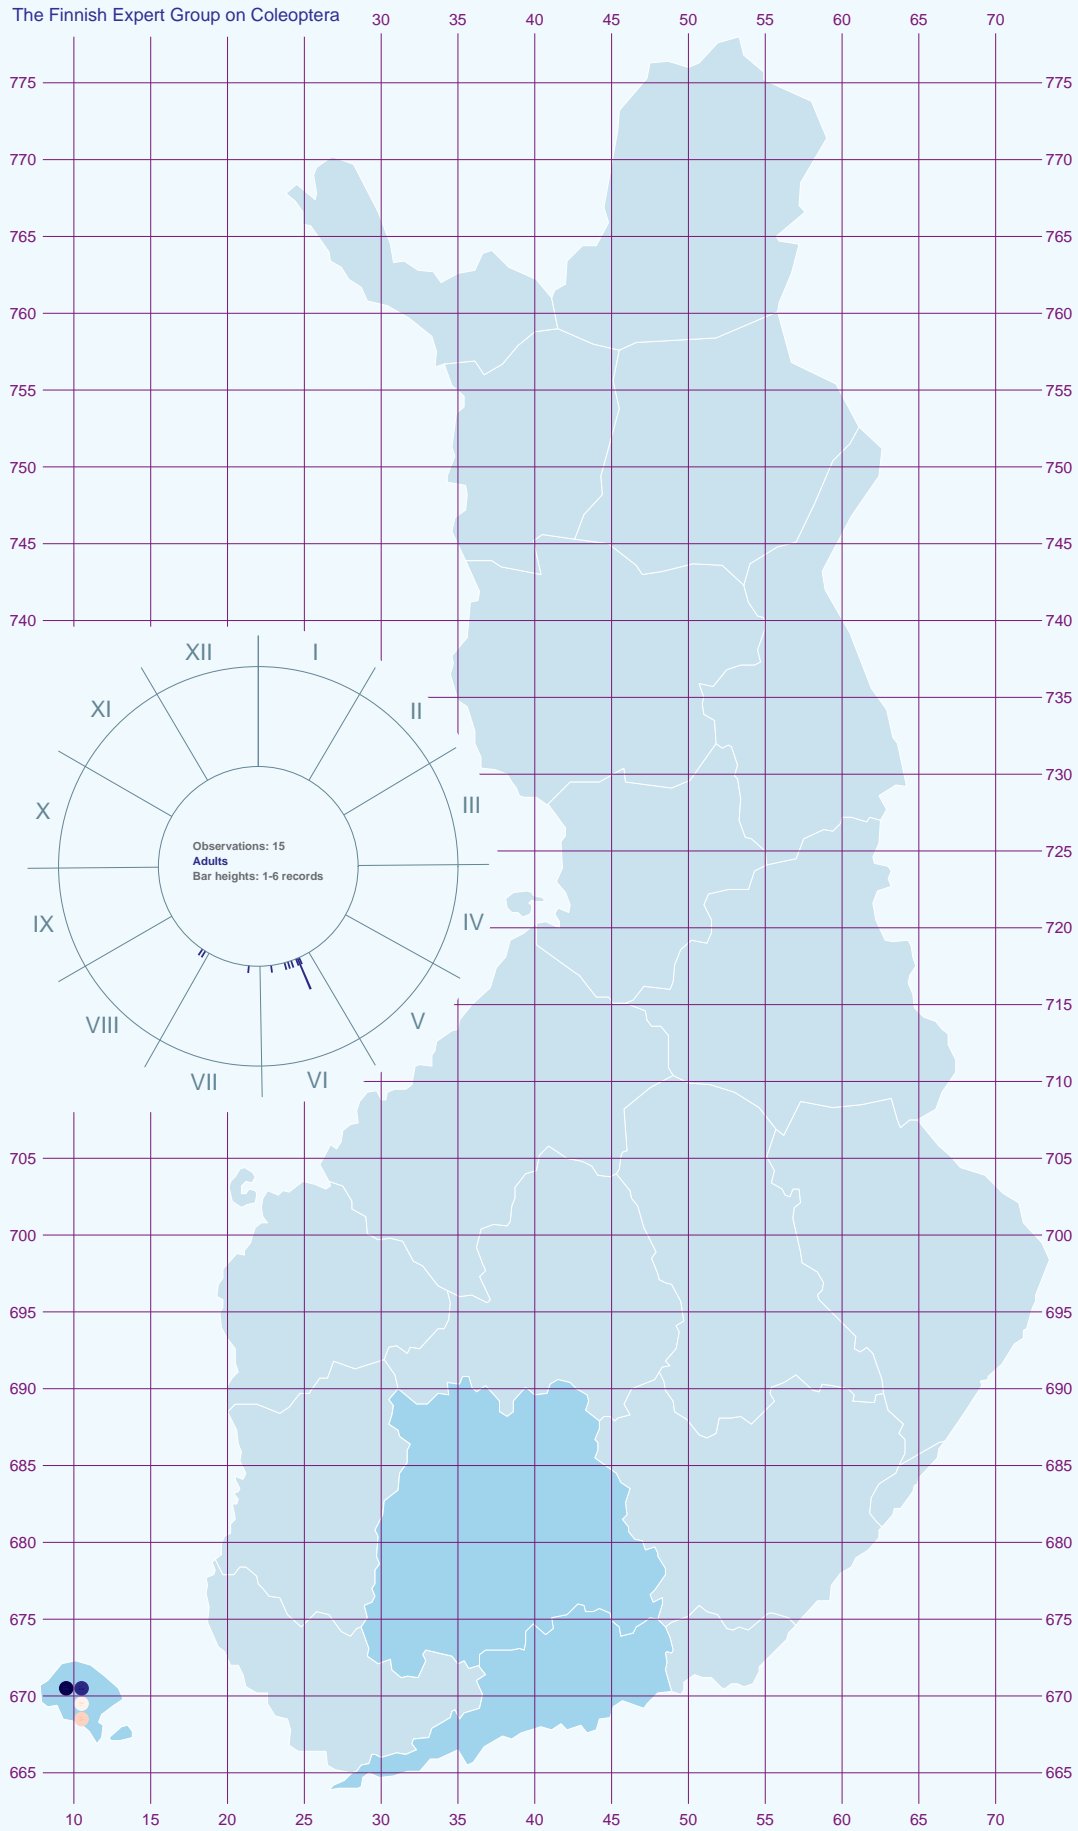 The Finnish Expert Group on Coleoptera 30 35 40 45 50 55 60 65 70
775 775
770 770
765 765
760 760
755 755
750 750
745 745
740 740
XII I
XI II
735
730
X III
Observations: 15
Adults
Bar heights: 1-6 records
725
IX IV 720
715
VIII V
VII VI 710
705 705
700 700
695 695
690 690
685 685
680 680
675 675
670 670
665 665
10 15 20 25 30 35 40 45 50 55 60 65 70